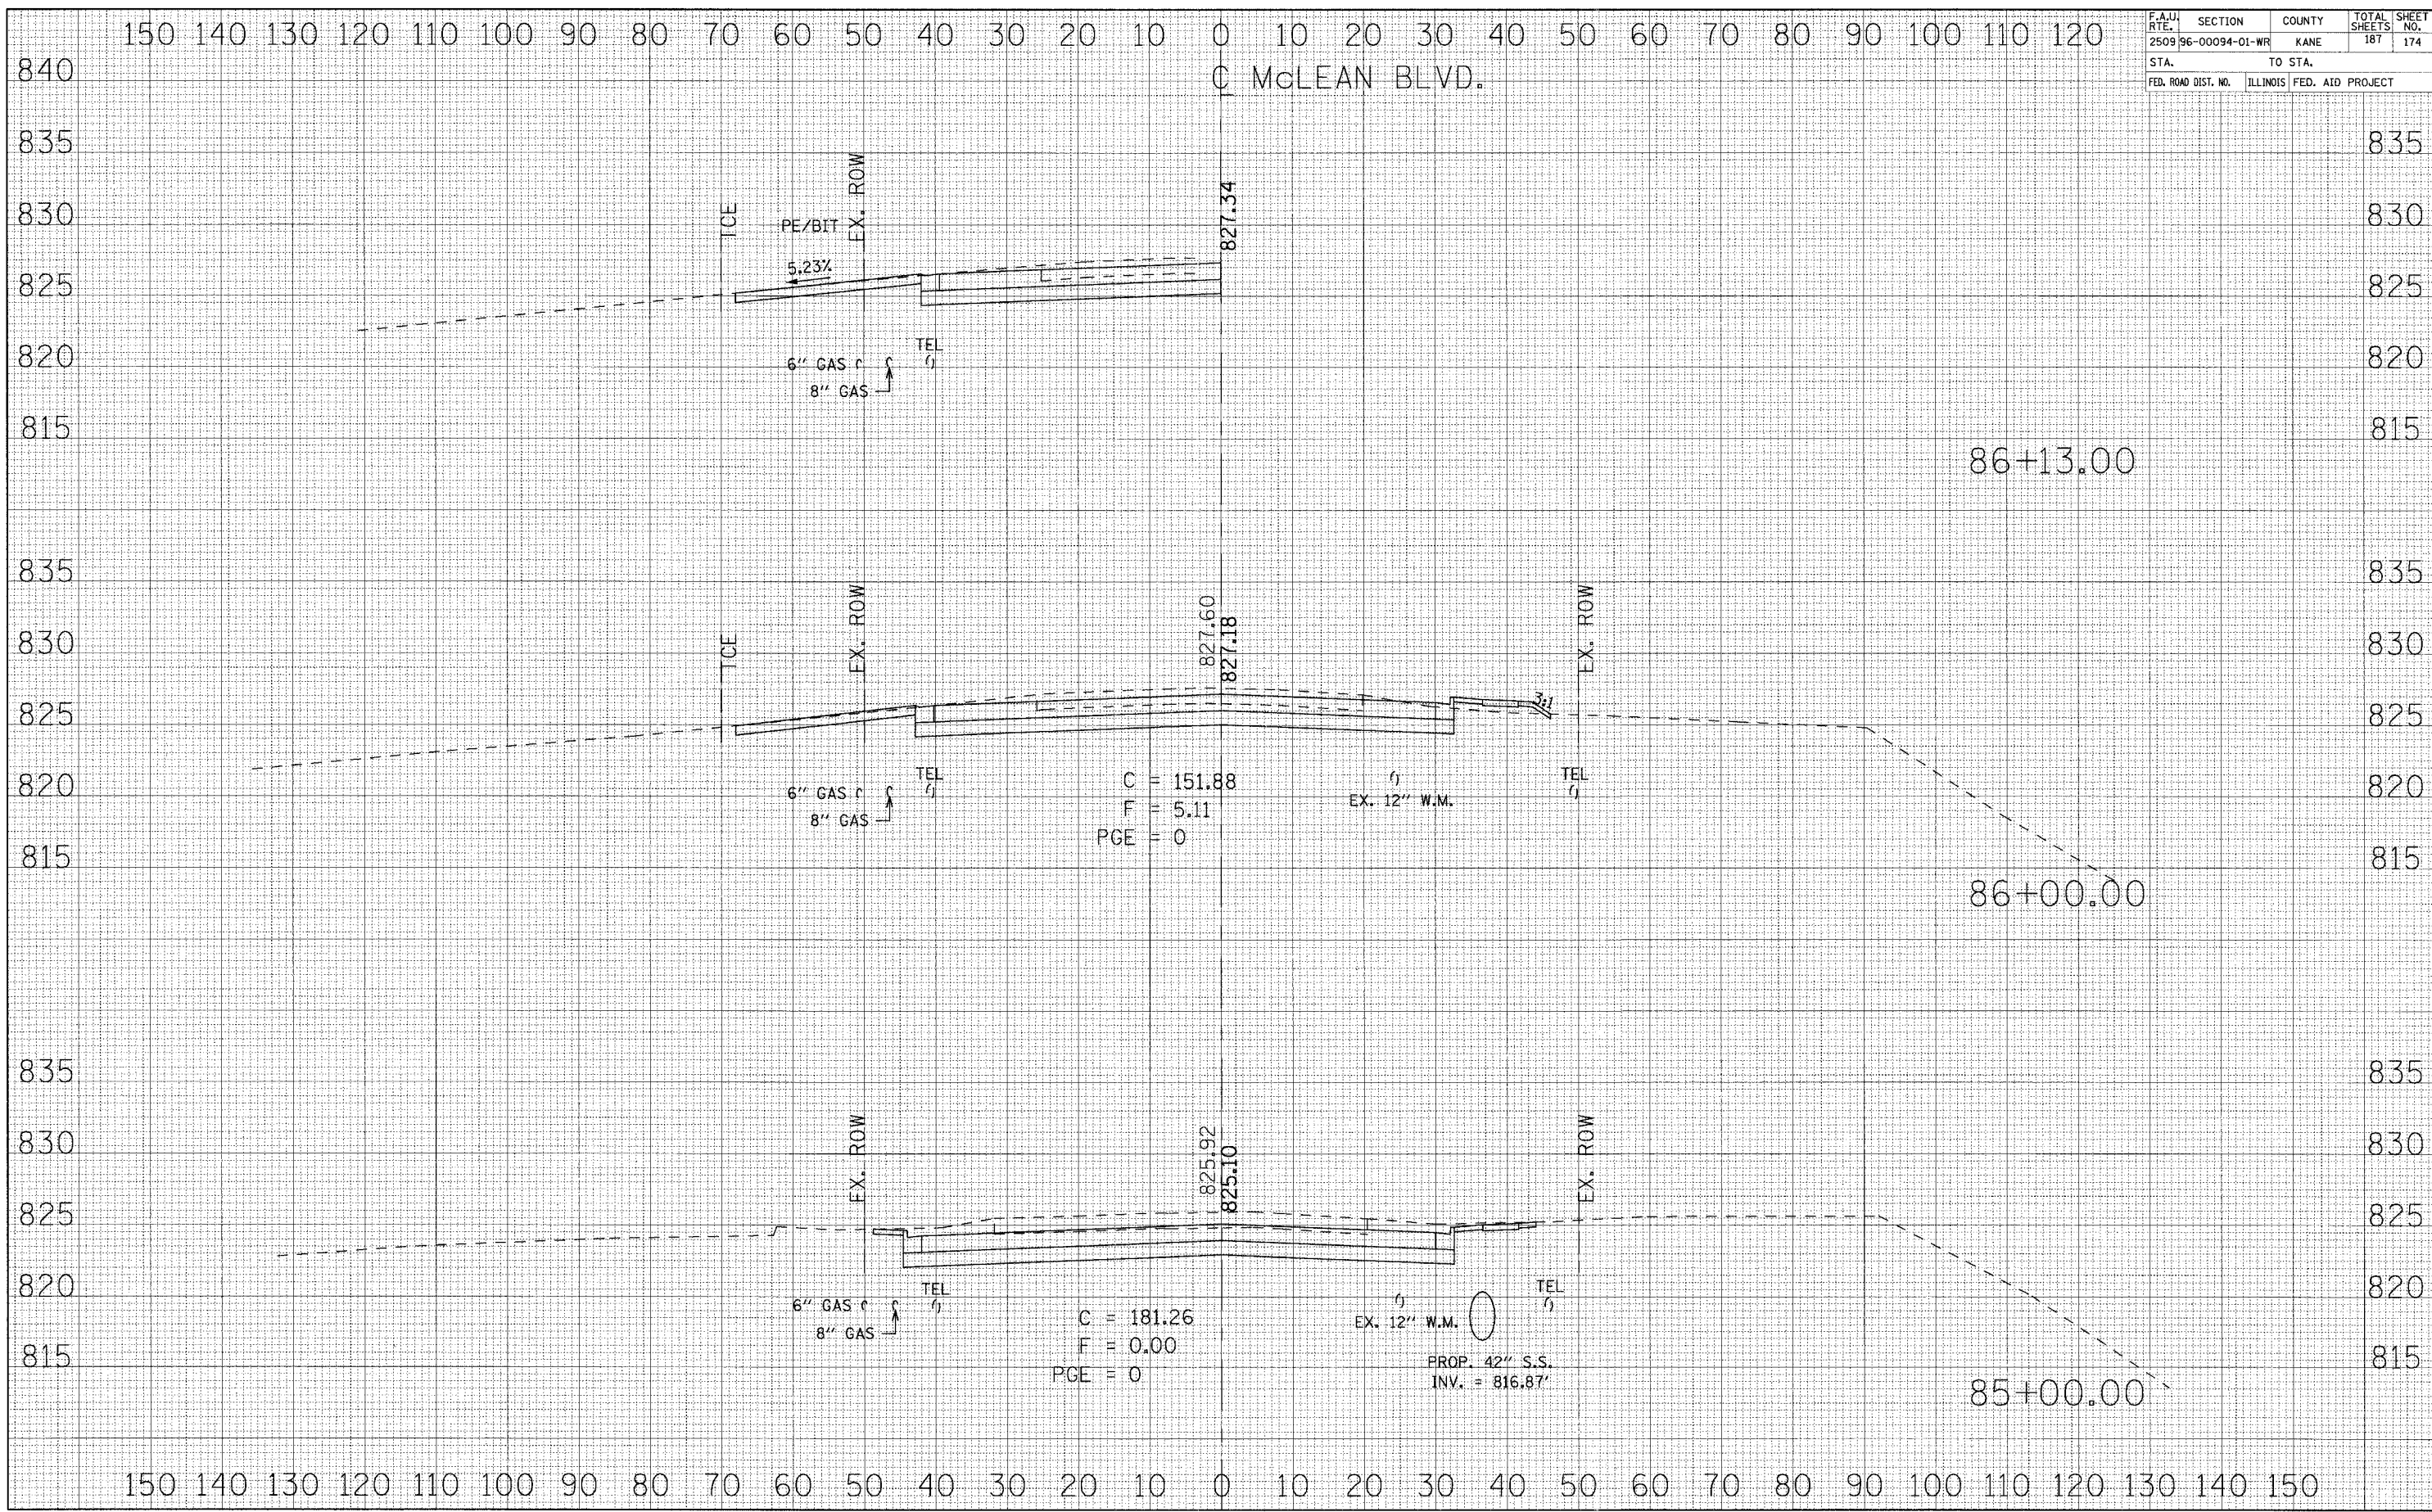 F.A.U. RTE. SECTION COUNTY TOTAL SHEETS SHEET NO.
2509 96-00094-01-WR KANE 187 174
STA. TO STA.
FED. ROAD DIST. NO. ILLINOIS FED. AID PROJECT
150 140 130 120 110 100 90 80 70 60 50 40 30 20 10 0 10 20 30 40 50 60 70 80 90 100 110 120
℄ McLEAN BLVD.
840
835 835
830 830
825 825
820 820
815 815
TCE
PE/BIT
EX. ROW
827.34
5.23%
TEL
6" GAS
8" GAS
86+13.00
835 835
830 830
825 825
820 820
815 815
TCE
EX. ROW
827.60
827.18
EX. ROW
3:1
TEL
6" GAS
8" GAS
C = 151.88
F = 5.11
PGE = 0
EX. 12" W.M.
TEL
86+00.00
835 835
830 830
825 825
820 820
815 815
EX. ROW
825.92
825.10
EX. ROW
TEL
6" GAS
8" GAS
C = 181.26
F = 0.00
PGE = 0
EX. 12" W.M.
TEL
PROP. 42" S.S.
INV. = 816.87'
85+00.00
150 140 130 120 110 100 90 80 70 60 50 40 30 20 10 0 10 20 30 40 50 60 70 80 90 100 110 120 130 140 150